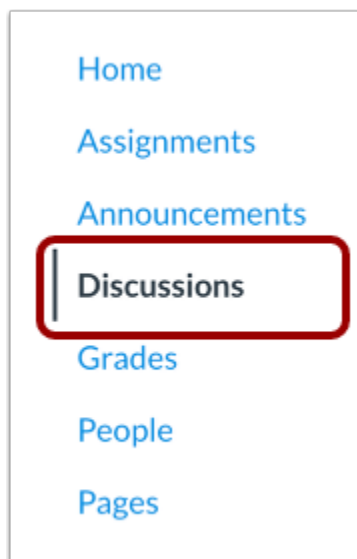 Home
Assignments
Announcements
Discussions
Grades
People
Pages